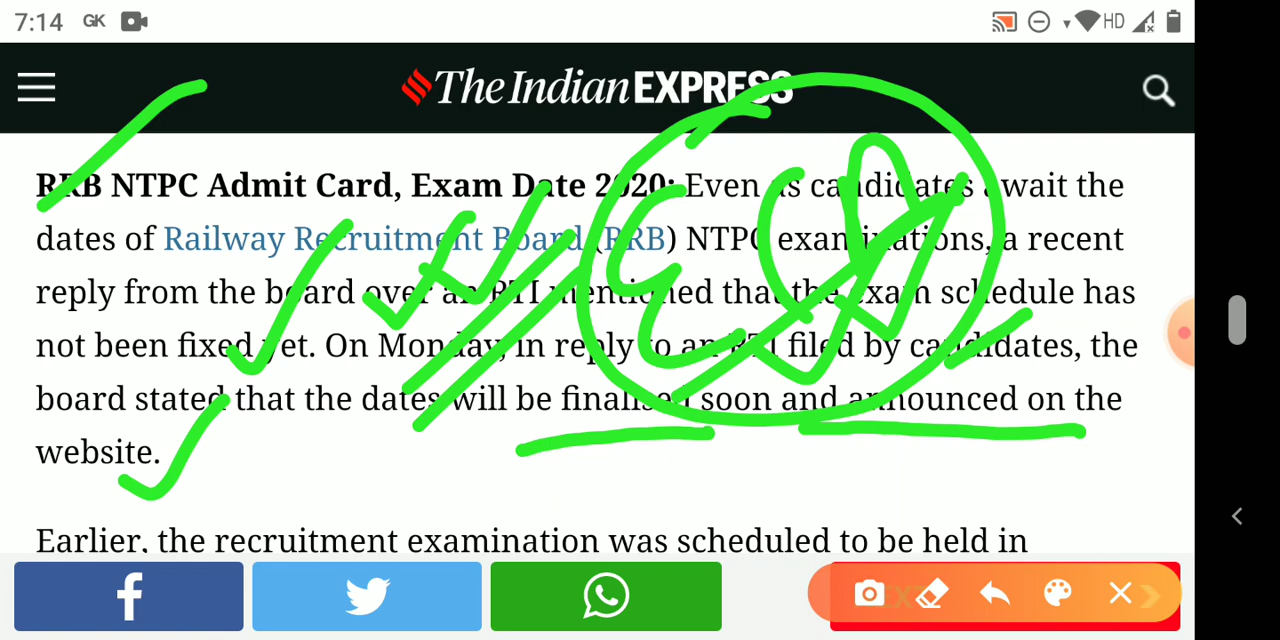 7:14 GK HD
The Indian EXPRESS
RRB NTPC Admit Card, Exam Date 2020: Even as candidates await the
dates of Railway Recruitment Board (RRB) NTPC examinations, a recent
reply from the board over an RTI mentioned that the exam schedule has
not been fixed yet. On Monday, in reply to an RTI filed by candidates, the
board stated that the dates will be finalised soon and announced on the
website.
Earlier, the recruitment examination was scheduled to be held in